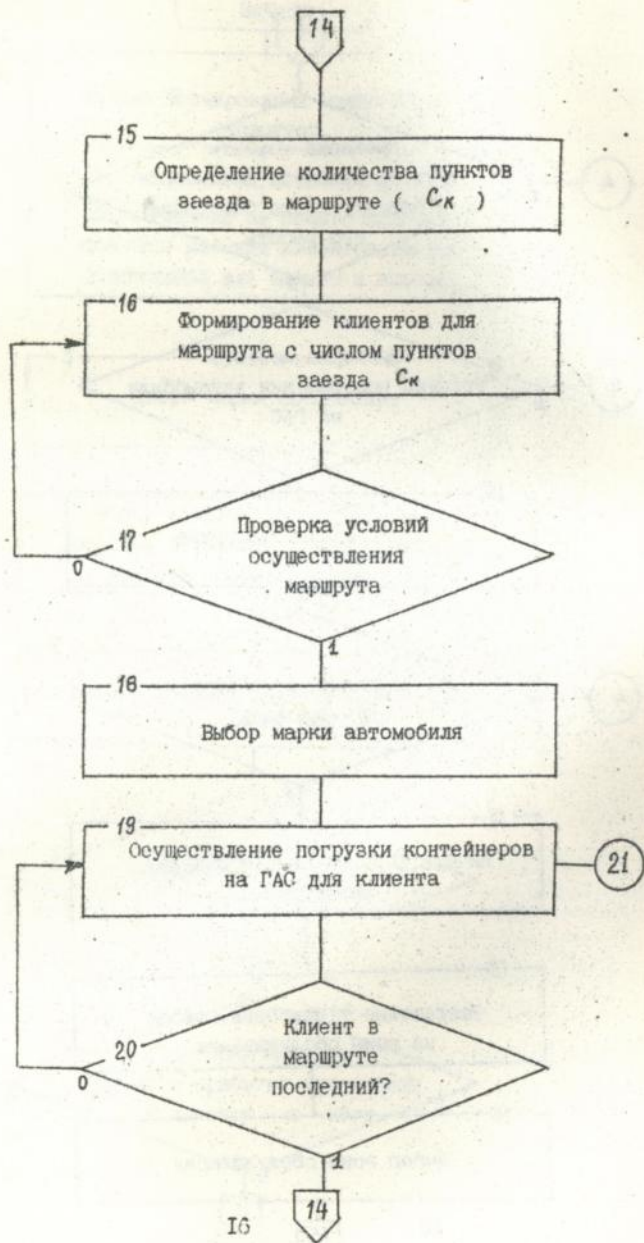 14
15
Определение количества пунктов
заезда в маршруте ( Cк )
16
Формирование клиентов для
маршрута с числом пунктов
заезда Cк
17
Проверка условий
осуществления
маршрута
0
1
18
Выбор марки автомобиля
19
Осуществление погрузки контейнеров
на ГАС для клиента
21
20
Клиент в
маршруте
последний?
0
1
14
I6